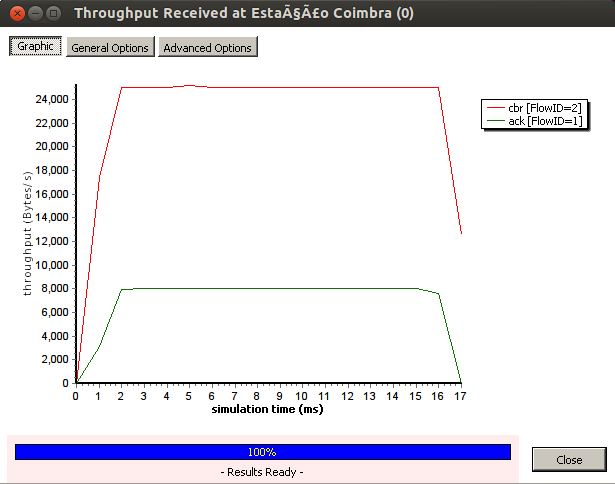 Throughput Received at EstaÃ§Ã£o Coimbra (0)
Graphic General Options Advanced Options
cbr [FlowID=2]
ack [FlowID=1]
throughput (Bytes/s)
24,000
22,000
20,000
18,000
16,000
14,000
12,000
10,000
8,000
6,000
4,000
2,000
0
0 1 2 3 4 5 6 7 8 9 10 11 12 13 14 15 16 17
simulation time (ms)
100%
- Results Ready -
Close